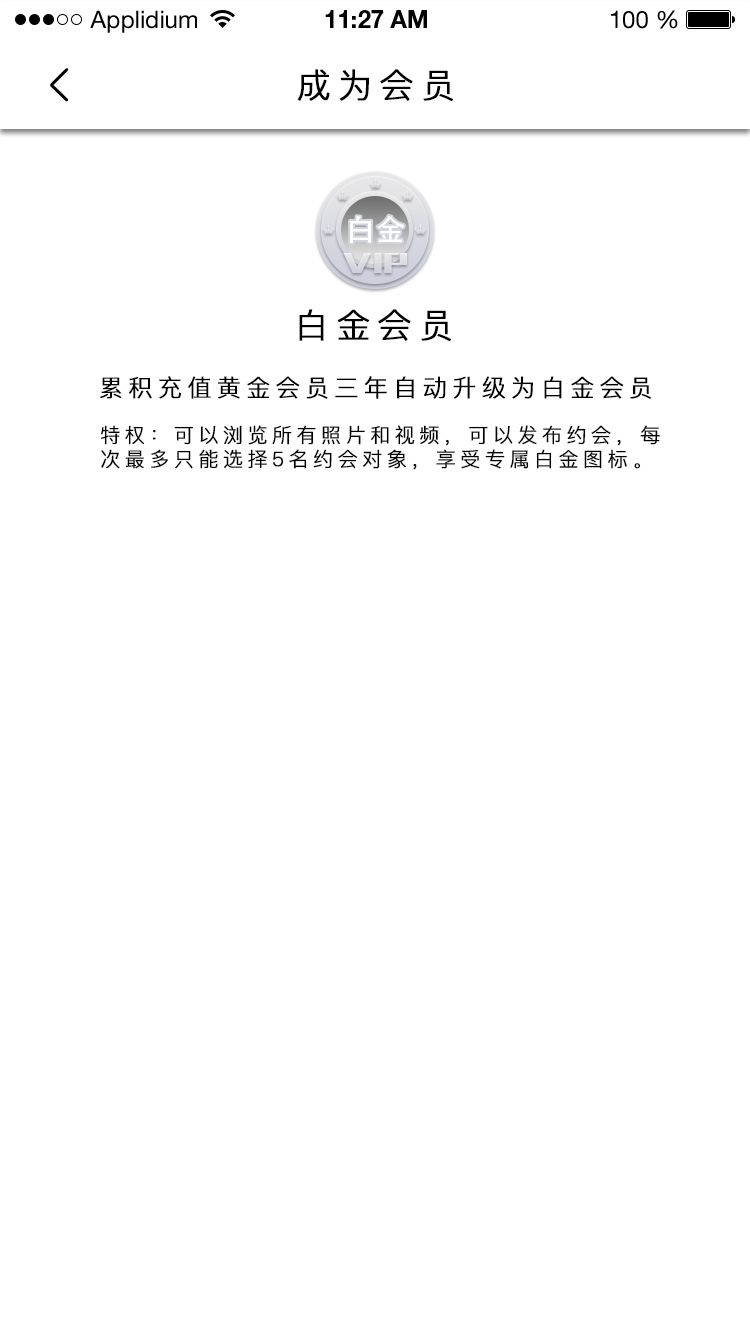 Applidium 11:27 AM 100 %
成为会员
白金
VIP
白金会员
累积充值黄金会员三年自动升级为白金会员
特权：可以浏览所有照片和视频，可以发布约会，每
次最多只能选择5名约会对象，享受专属白金图标。